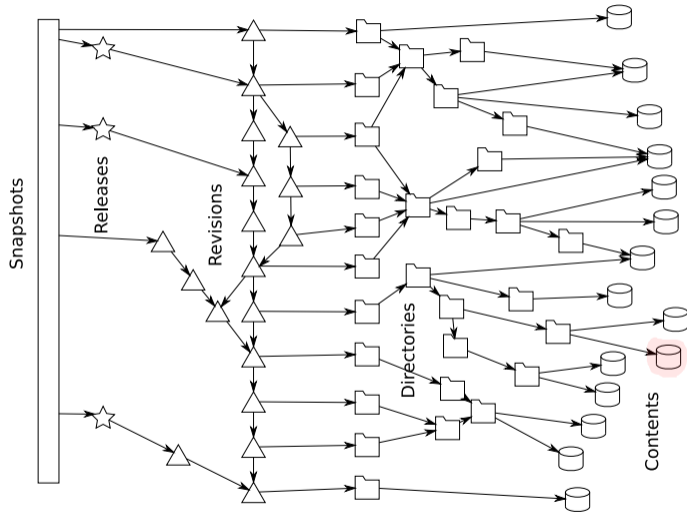 Snapshots
Releases
Revisions
Directories
Contents